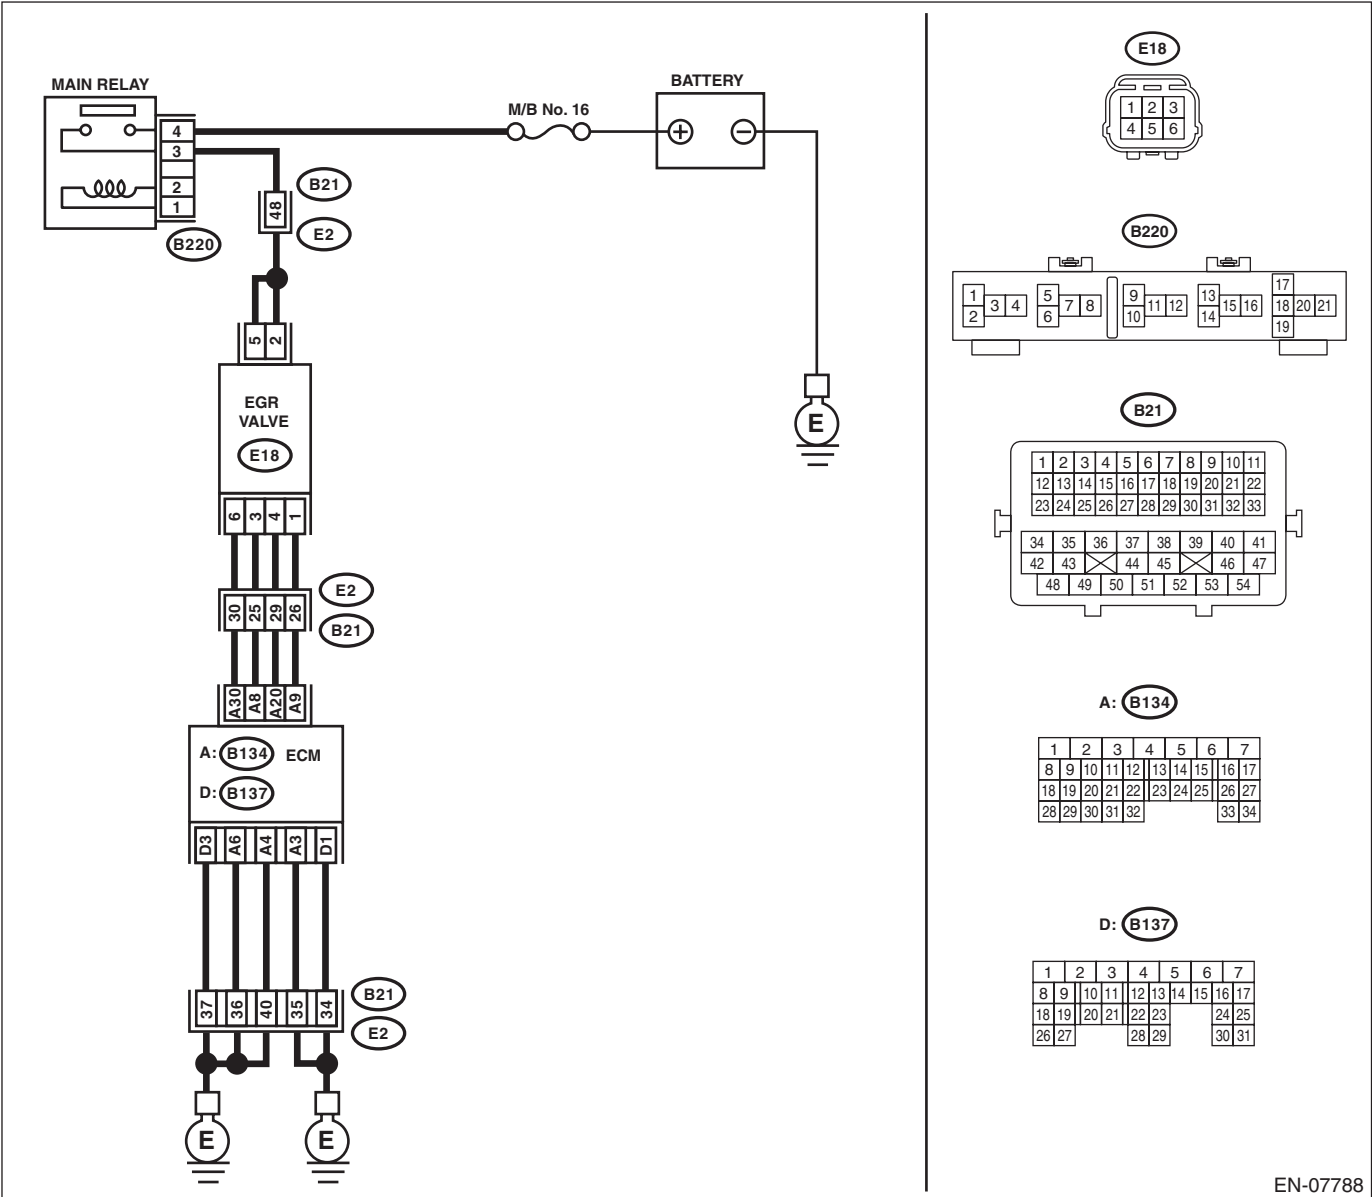 MAIN RELAY
BATTERY
M/B No. 16
4
3
2
1
B220
+
−
48
B21
E2
5 2
EGR
VALVE
E18
6 3 4 1
E2
30 25 29 26
B21
A30 A8 A20 A9
A: B134 ECM
D: B137
D3 A6 A4 A3 D1
B21
37 36 40 35 34
E2
E
E
E
E18
1 2 3
4 5 6
B220
1 2 3 4 5 6 7 8 9 10 11 12 13 14 15 16 17 18 19 20 21
B21
1 2 3 4 5 6 7 8 9 10 11
12 13 14 15 16 17 18 19 20 21 22
23 24 25 26 27 28 29 30 31 32 33
34 35 36 37 38 39 40 41
42 43 44 45 46 47
48 49 50 51 52 53 54
A: B134
1 2 3 4 5 6 7
8 9 10 11 12 13 14 15 16 17
18 19 20 21 22 23 24 25 26 27
28 29 30 31 32 33 34
D: B137
1 2 3 4 5 6 7
8 9 10 11 12 13 14 15 16 17
18 19 20 21 22 23 24 25
26 27 28 29 30 31
EN-07788